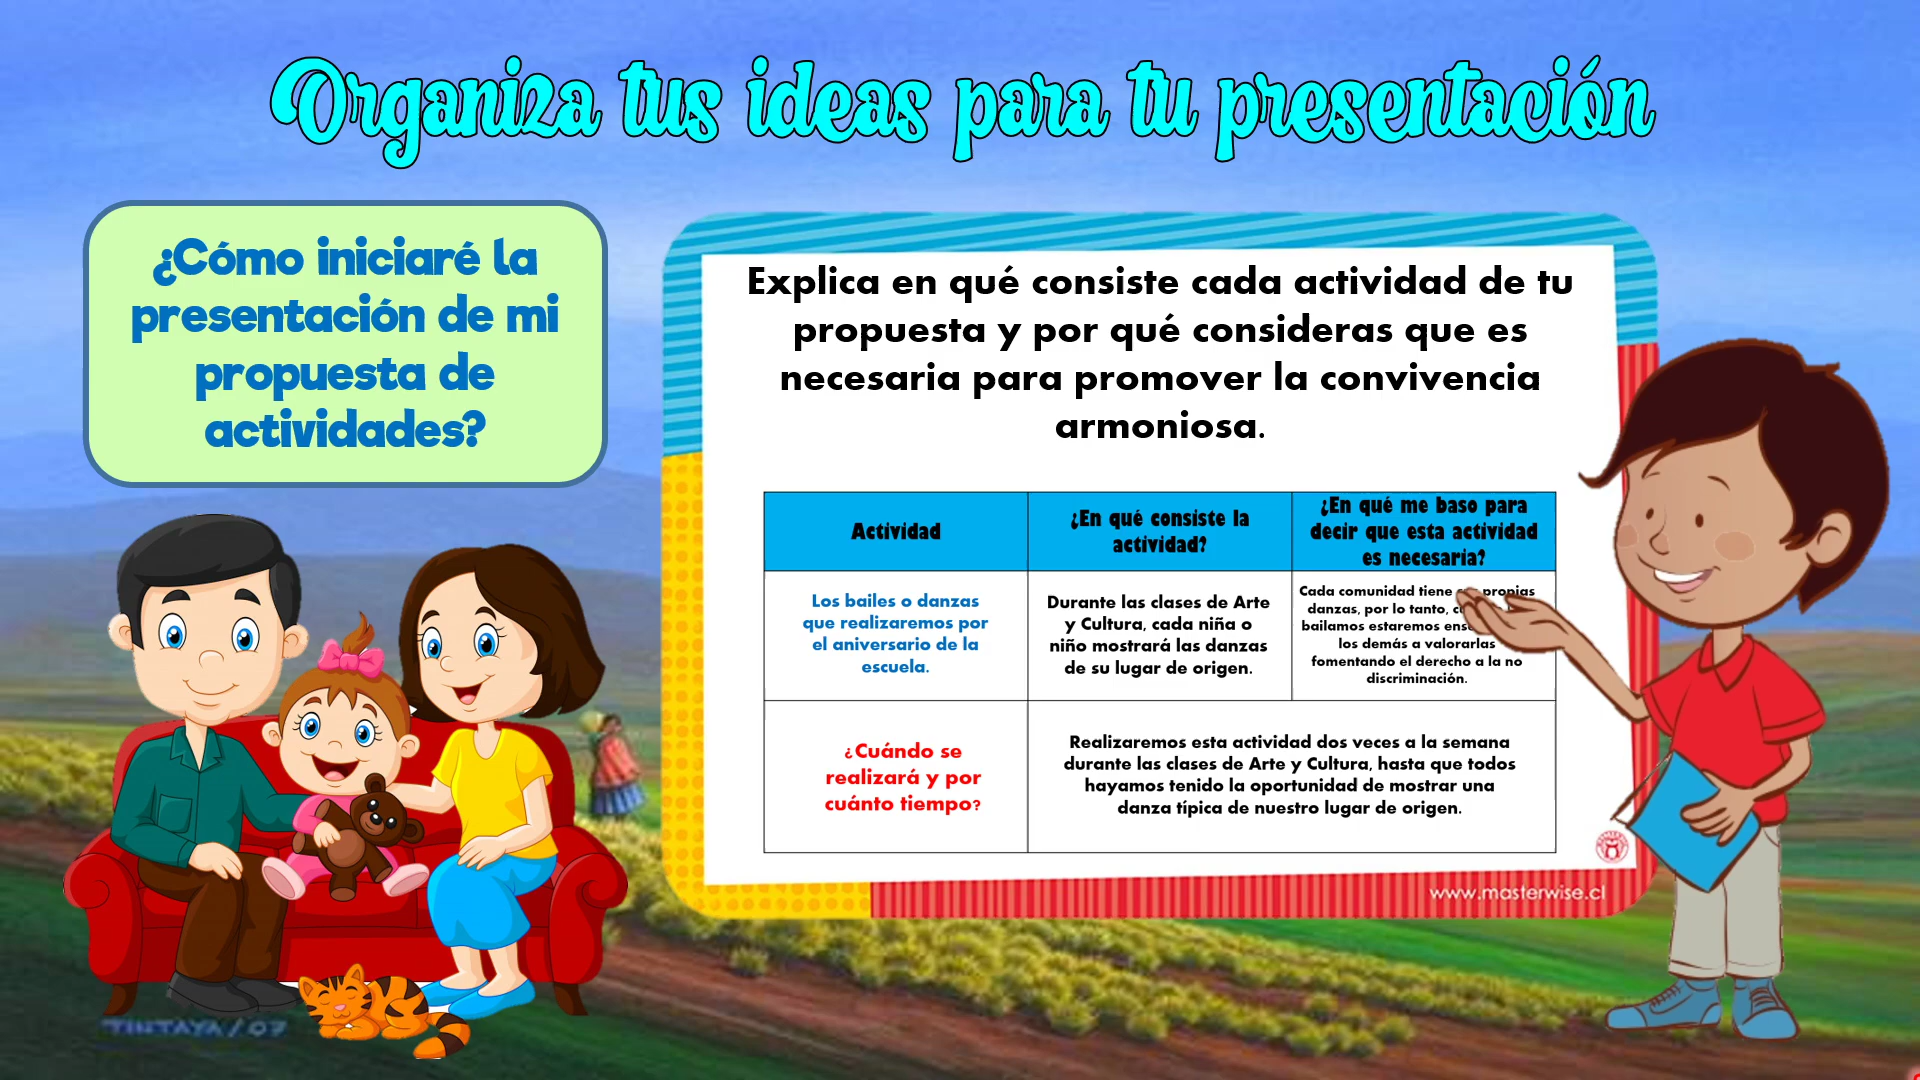 Organiza tus ideas para tu presentación
¿Cómo iniciaré la
presentación de mi
propuesta de
actividades?
Explica en qué consiste cada actividad de tu
propuesta y por qué consideras que es
necesaria para promover la convivencia
armoniosa.
Actividad
¿En qué consiste la
actividad?
¿En qué me baso para
decir que esta actividad
es necesaria?
Los bailes o danzas
que realizaremos por
el aniversario de la
escuela.
Durante las clases de Arte
y Cultura, cada niña o
niño mostrará las danzas
de su lugar de origen.
Cada comunidad tiene propias
danzas, por lo tanto,
bailamos estaremos
los demás a valorarlas
fomentando el derecho a la no
discriminación.
¿Cuándo se
realizará y por
cuánto tiempo?
Realizaremos esta actividad dos veces a la semana
durante las clases de Arte y Cultura, hasta que todos
hayamos tenido la oportunidad de mostrar una
danza típica de nuestro lugar de origen.
www.masterwise.cl
TINTAYA/07